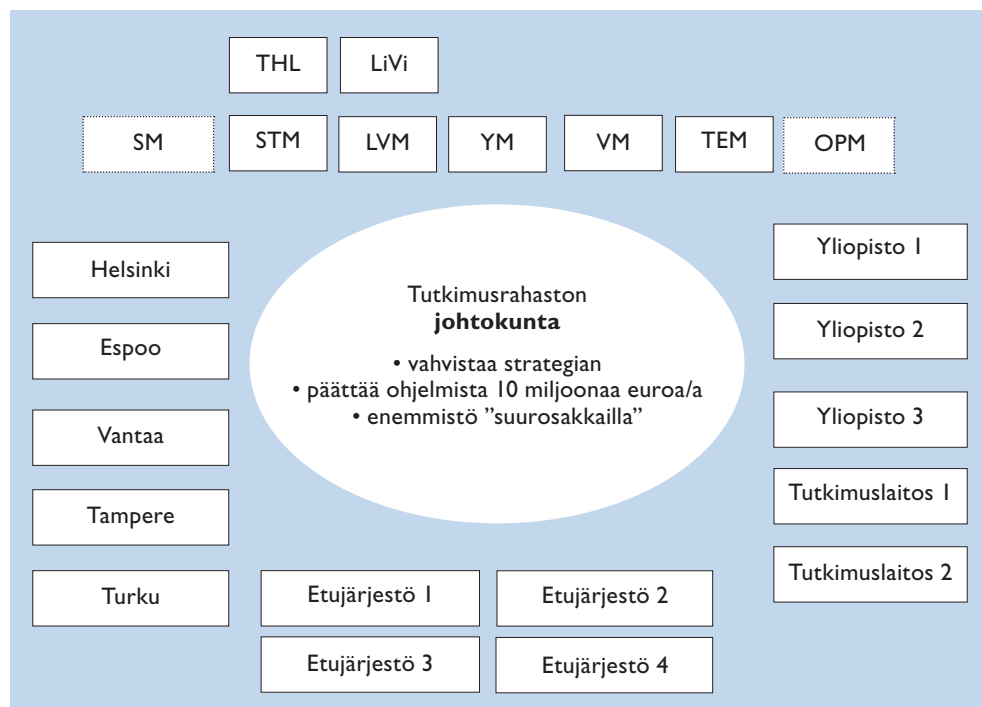 THL
LiVi
SM
STM
LVM
YM
VM
TEM
OPM
Helsinki
Espoo
Vantaa
Tampere
Turku
Tutkimusrahaston
johtokunta
• vahvistaa strategian
• päättää ohjelmista 10 miljoonaa euroa/a
• enemmistö ”suurosakkailla”
Yliopisto 1
Yliopisto 2
Yliopisto 3
Tutkimuslaitos 1
Tutkimuslaitos 2
Etujärjestö 1
Etujärjestö 2
Etujärjestö 3
Etujärjestö 4